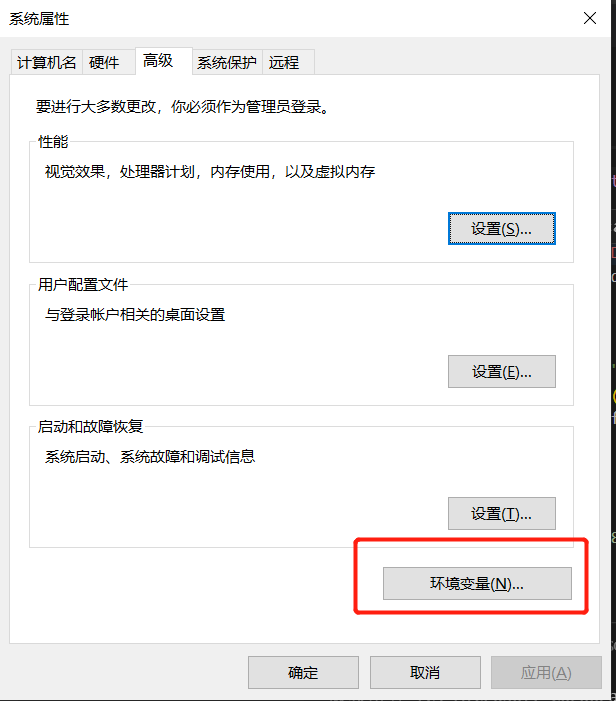 系统属性
计算机名 硬件 高级 系统保护 远程
要进行大多数更改，你必须作为管理员登录。
性能
视觉效果，处理器计划，内存使用，以及虚拟内存
设置(S)...
用户配置文件
与登录帐户相关的桌面设置
设置(E)...
启动和故障恢复
系统启动、系统故障和调试信息
设置(T)...
环境变量(N)...
确定 取消 应用(A)